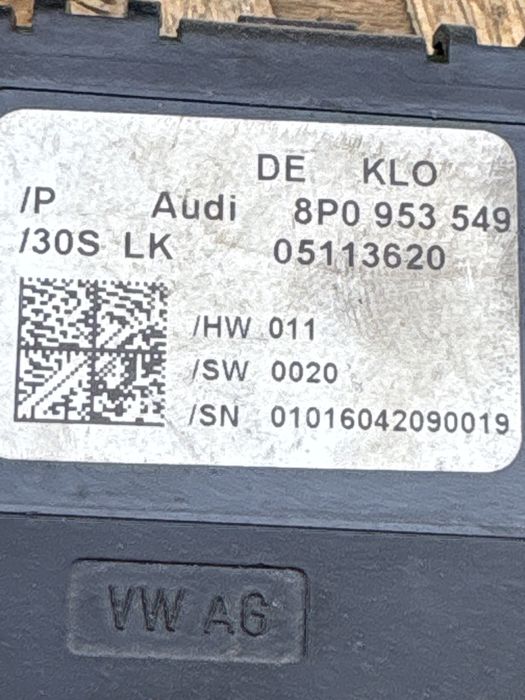 DE KLO
/P Audi 8P0 953 549
/30S LK 05113620
/HW 011
/SW 0020
/SN 01016042090019
VW AG